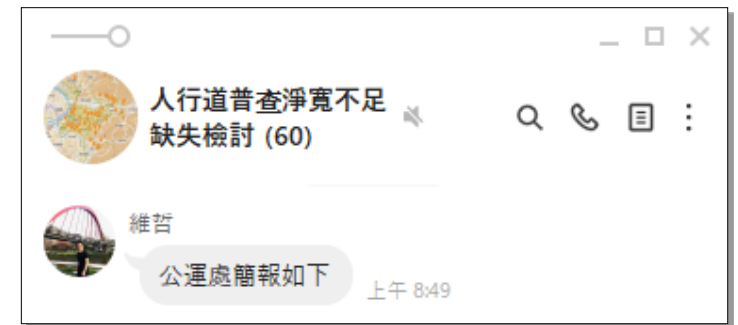 人行道普查淨寬不足
缺失檢討 (60)
維哲
公運處簡報如下
上午 8:49